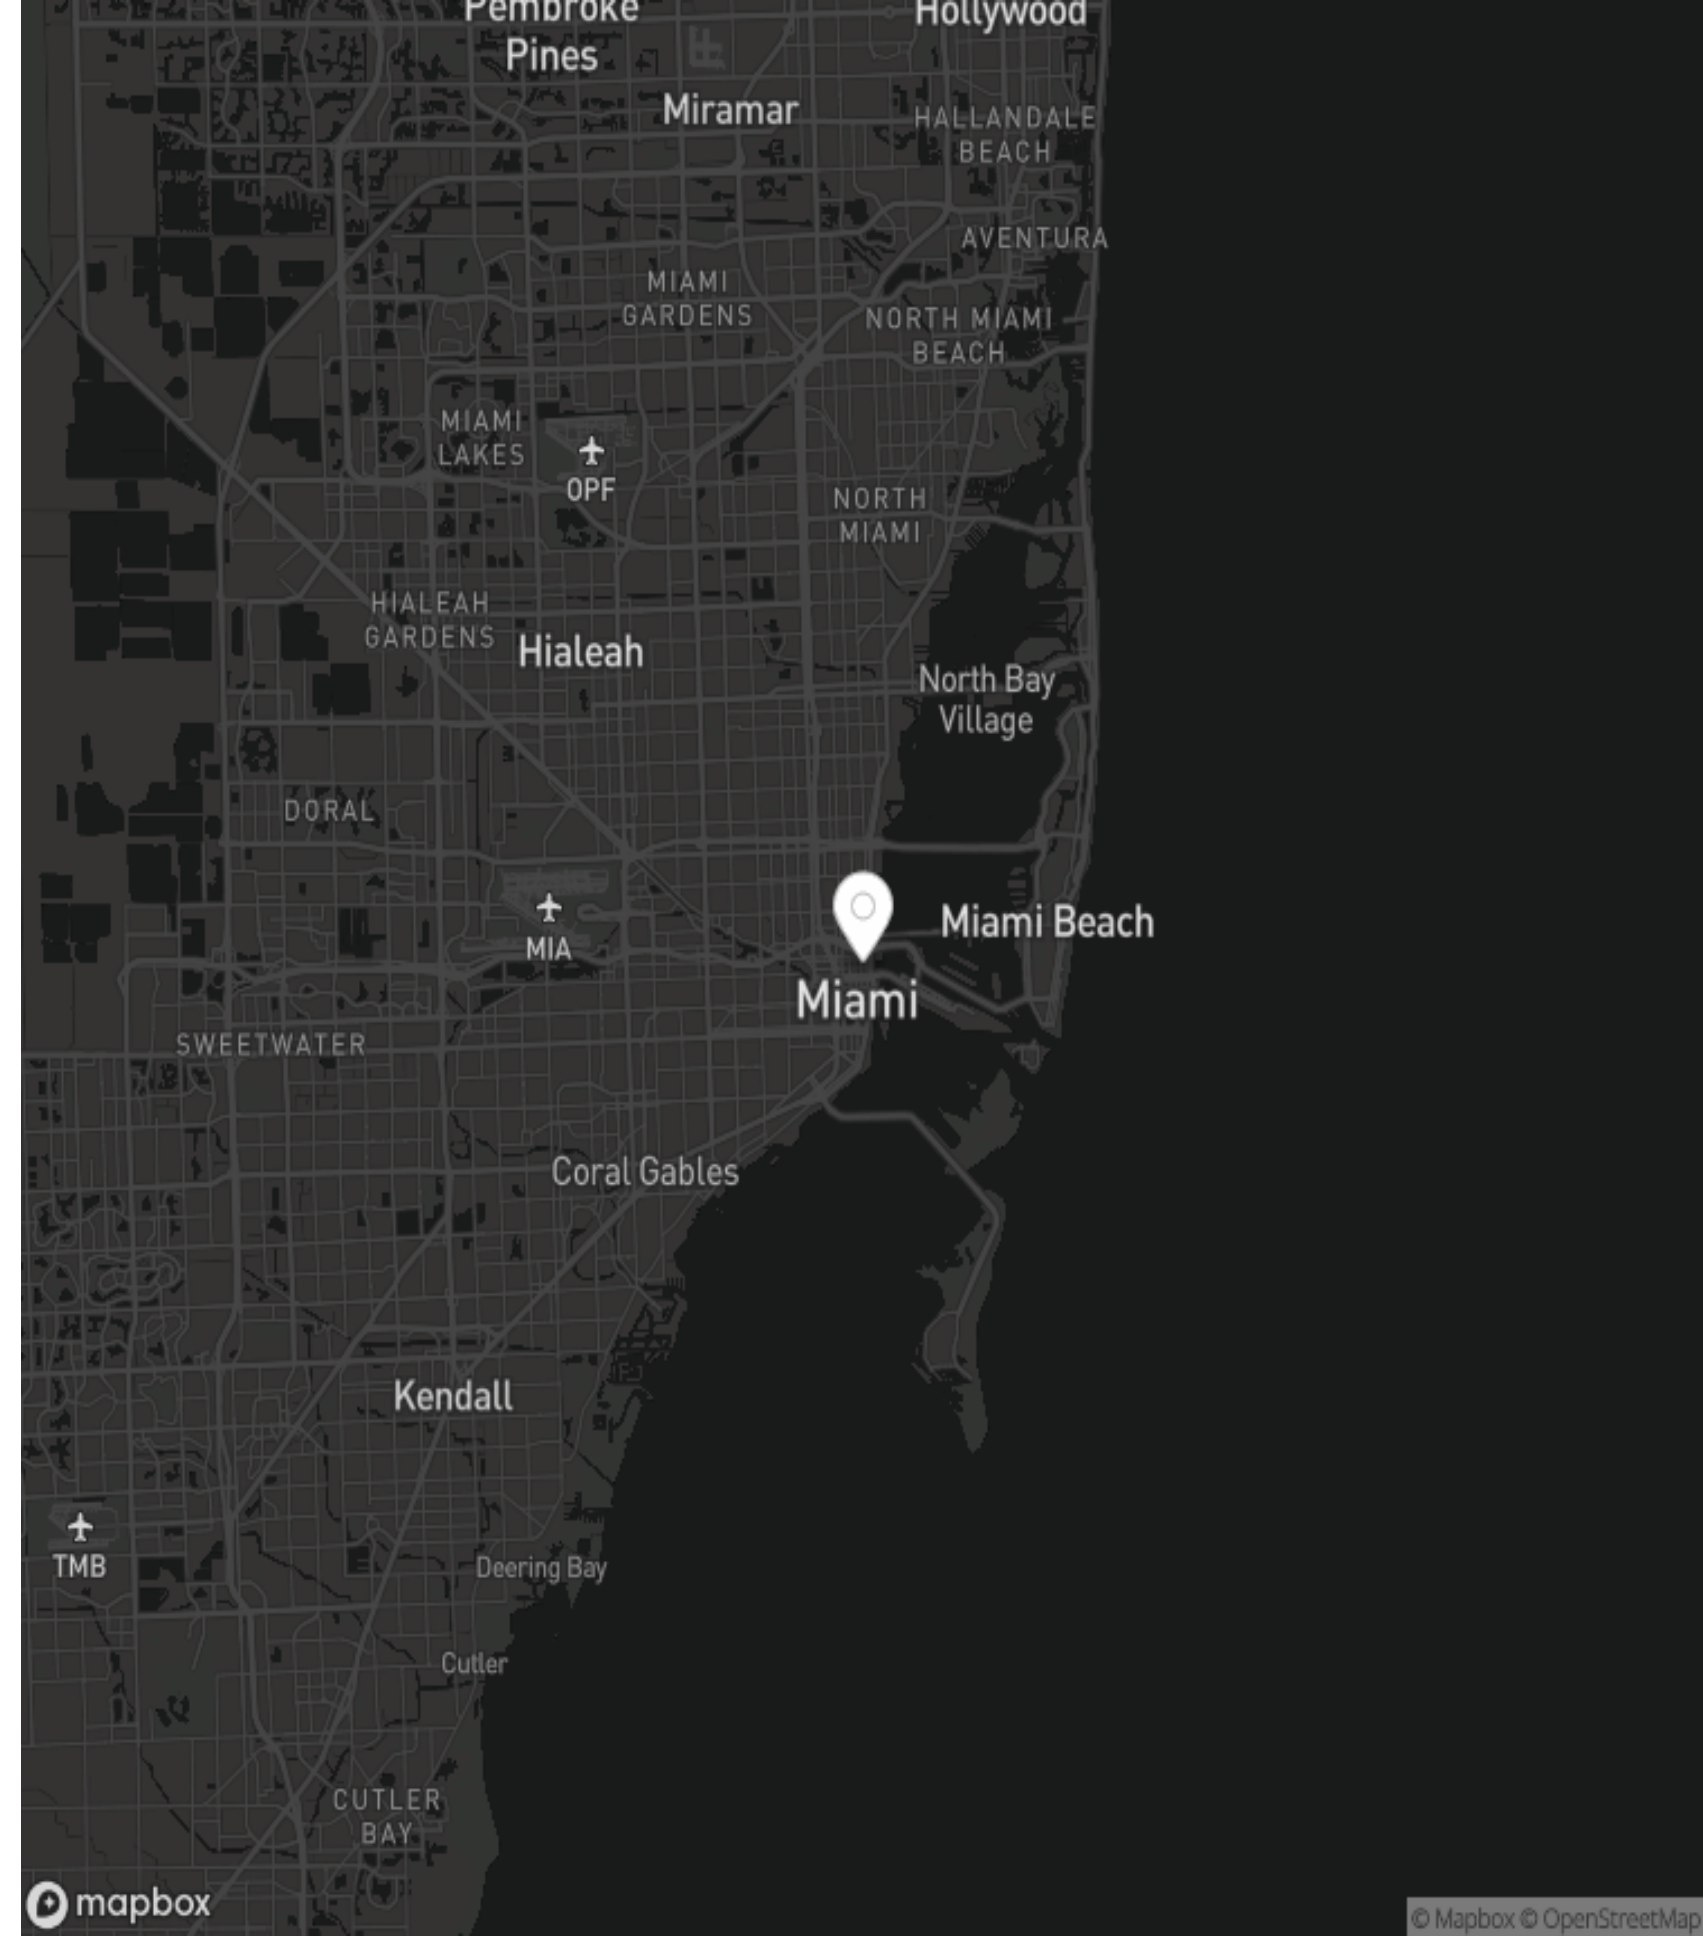 Pembroke
Pines
Hollywood
Miramar
HALLANDALE
BEACH
AVENTURA
MIAMI
GARDENS
NORTH MIAMI
BEACH
MIAMI
LAKES
OPF
NORTH
MIAMI
HIALEAH
GARDENS
Hialeah
North Bay
Village
DORAL
MIA
Miami Beach
Miami
SWEETWATER
Coral Gables
Kendall
TMB
Deering Bay
Cutler
CUTLER
BAY
mapbox
© Mapbox © OpenStreetMap